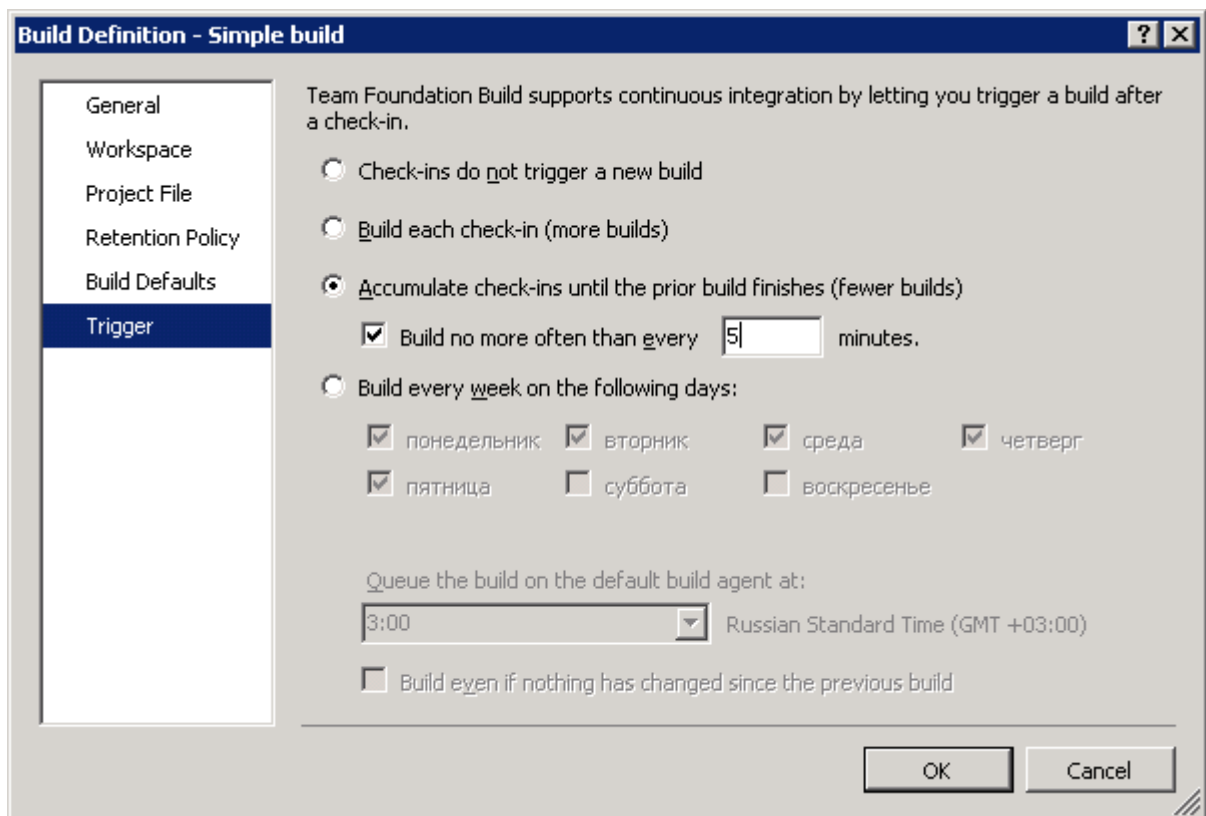 Build Definition - Simple build
General
Workspace
Project File
Retention Policy
Build Defaults
Trigger
Team Foundation Build supports continuous integration by letting you trigger a build after
a check-in.
Check-ins do not trigger a new build
Build each check-in (more builds)
Accumulate check-ins until the prior build finishes (fewer builds)
Build no more often than every 5 minutes.
Build every week on the following days:
понедельник вторник среда четверг
пятница суббота воскресенье
Queue the build on the default build agent at:
3:00 Russian Standard Time (GMT +03:00)
Build even if nothing has changed since the previous build
OK Cancel